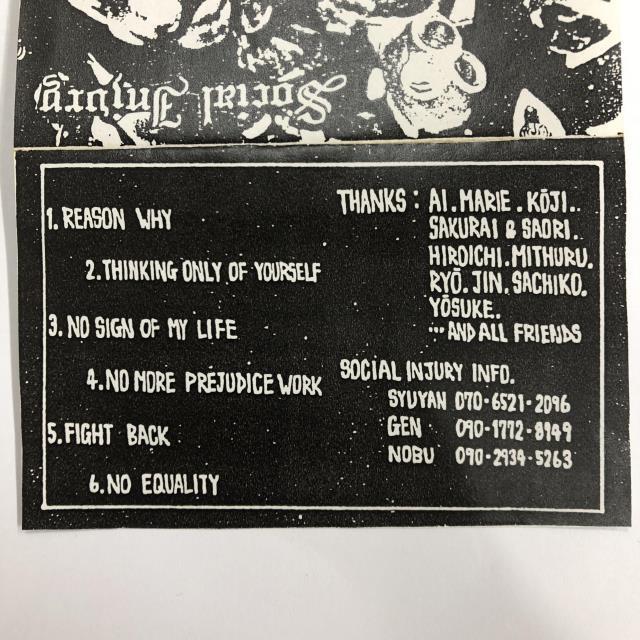 Social Injury
1. REASON WHY
2. THINKING ONLY OF YOURSELF
3. NO SIGN OF MY LIFE
4. NO MORE PREJUDICE WORK
5. FIGHT BACK
6. NO EQUALITY
THANKS : AI. MARIE. KŌJI..
SAKURAI & SAORI.
HIROICHI. MITHURU.
RYŌ. JIN. SACHIKO.
YŌSUKE.
... AND ALL FRIENDS
SOCIAL INJURY INFO.
SYUYAN 070-6521-2096
GEN 090-1772-8149
NOBU 090-2934-5263